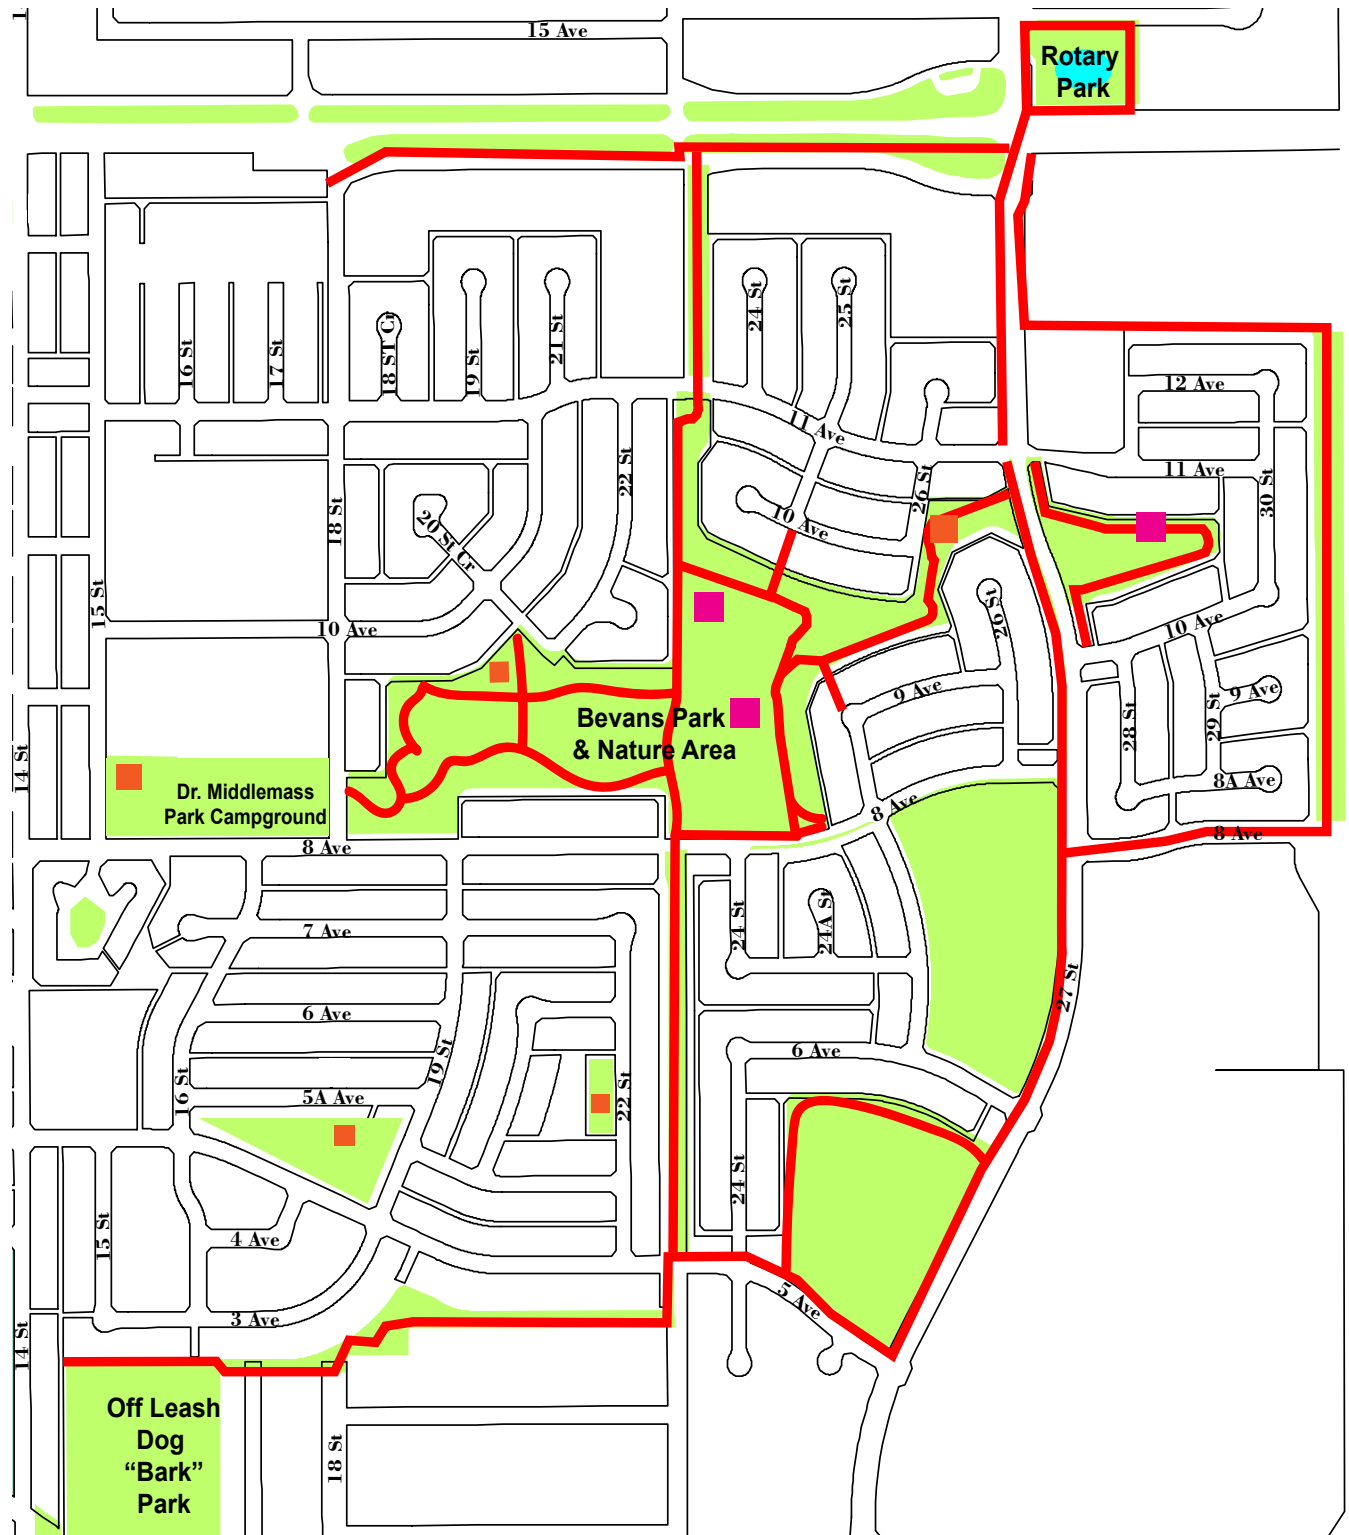 15 Ave
Rotary
Park
24 St
25 St
21 St
18 ST Cr
19 St
16 St
17 St
12 Ave
11 Ave
11 Ave
22 St
26 St
30 St
18 St
20 St Cr
10 Ave
15 St
10 Ave
26 St
10 Ave
9 Ave
9 Ave
28 St
29 St
Bevans Park
& Nature Area
14 St
8A Ave
Dr. Middlemass
Park Campground
8 Ave
8 Ave
8 Ave
24 St
24A St
7 Ave
27 St
6 Ave
6 Ave
19 St
16 St
5A Ave
22 St
24 St
15 St
4 Ave
5 Ave
3 Ave
14 St
Off Leash
Dog
“Bark”
Park
18 St